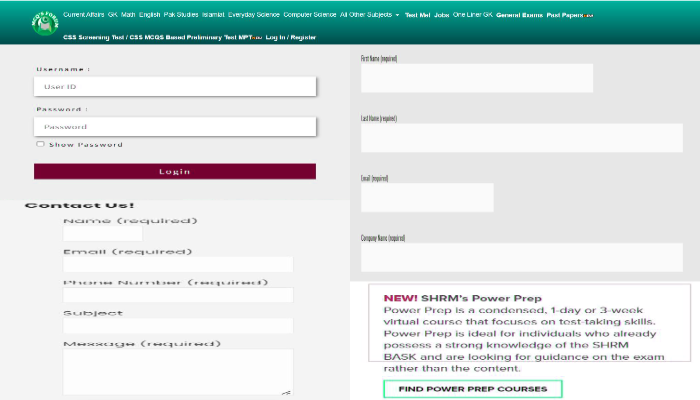 Current Affairs GK Math English Pak Studies Islamiat Everyday Science Computer Science All Other Subjects Test Me! Jobs One Liner GK General Exams Past Papers
CSS Screening Test / CSS MCQS Based Preliminary Test MPT Log In / Register
Username :
User ID
Password :
Password
Show Password
Login
Contact Us!
Name (required)
Email (required)
Phone Number (required)
Subject
Message (required)
First Name (required)
Last Name (required)
Email (required)
Company Name (required)
NEW! SHRM's Power Prep
Power Prep is a condensed, 1-day or 3-week
virtual course that focuses on test-taking skills.
Power Prep is ideal for individuals who already
possess a strong knowledge of the SHRM
BASK and are looking for guidance on the exam
rather than the content.
FIND POWER PREP COURSES